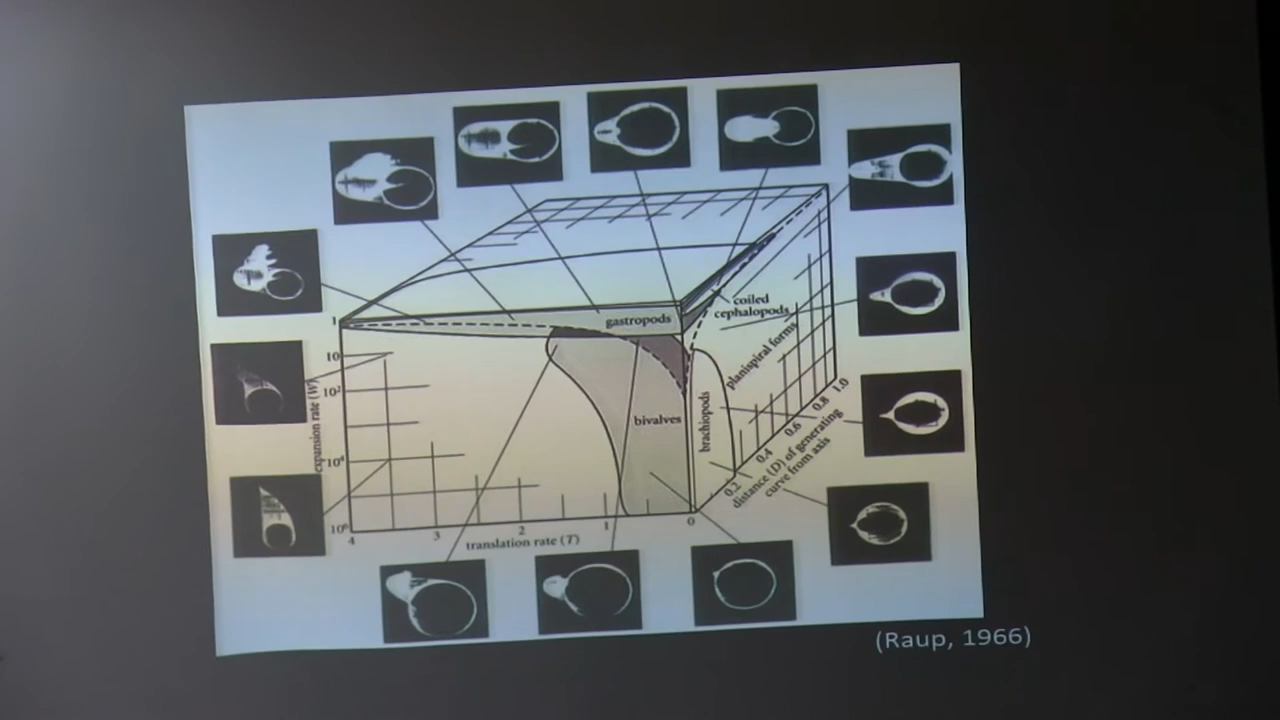 gastropods
coiled
cephalopods
planispiral forms
brachiopods
bivalves
expansion rate (W)
1
10
10²
10⁴
10⁶
4
3
2
1
0
translation rate (T)
0.2
0.4
0.6
0.8
1.0
distance (D) of generating
curve from axis
(Raup, 1966)